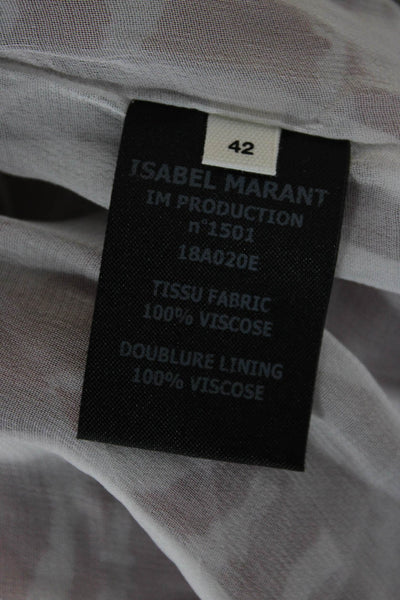 42
ISABEL MARANT
IM PRODUCTION
n°1501
18A020E
TISSU FABRIC
100% VISCOSE
DOUBLURE LINING
100% VISCOSE